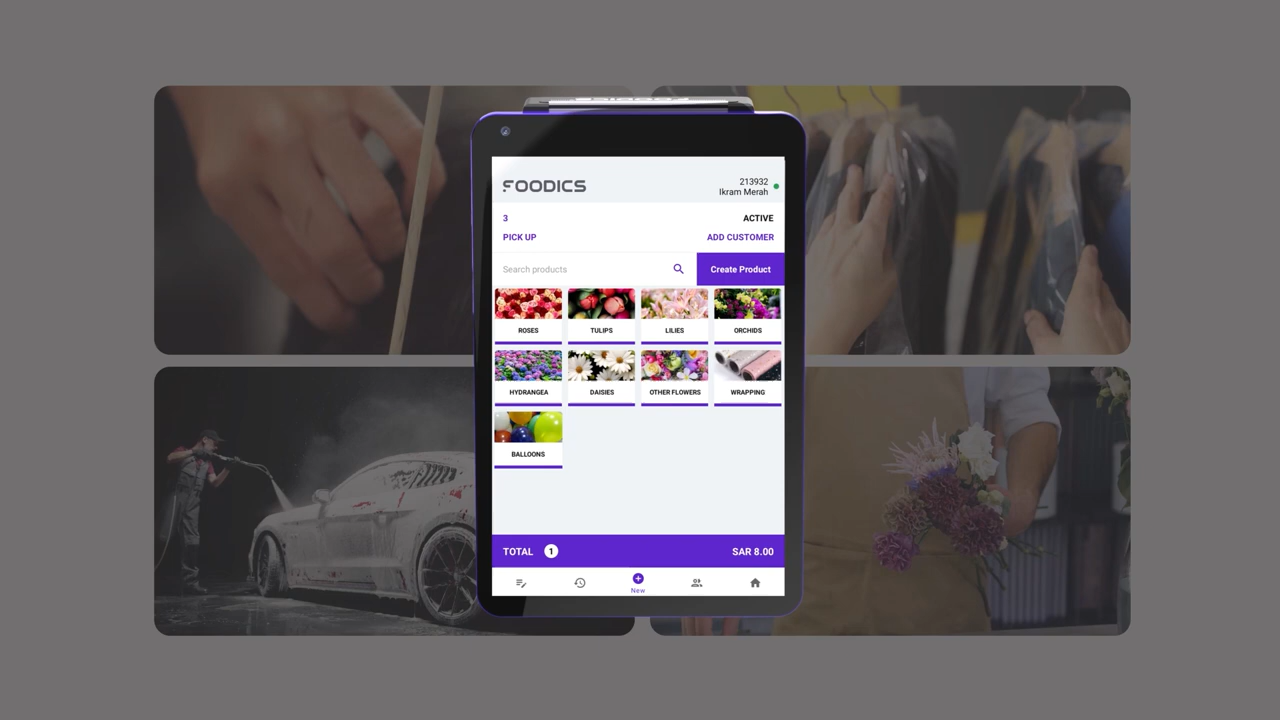 FOODICS
213932
Ikram Merah
3
ACTIVE
PICK UP
ADD CUSTOMER
Search products
Create Product
ROSES
TULIPS
LILIES
ORCHIDS
HYDRANGEA
DAISIES
OTHER FLOWERS
WRAPPING
BALLOONS
TOTAL 1
SAR 8.00
New